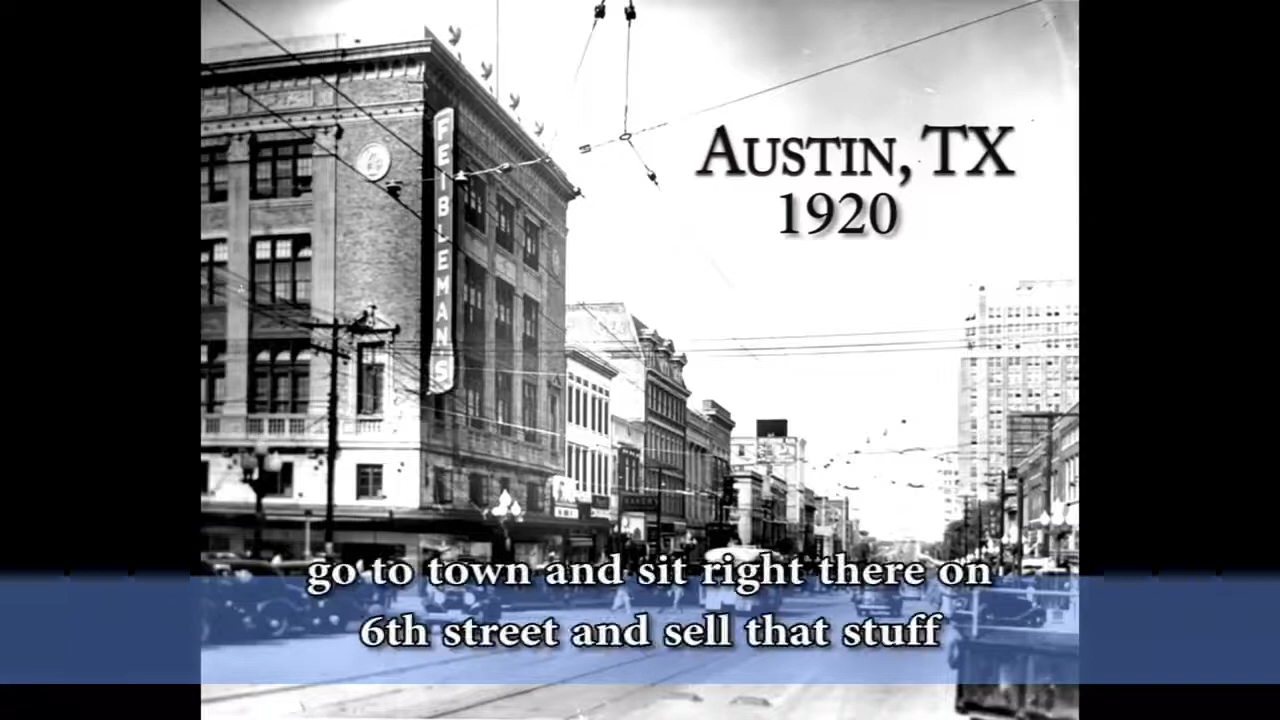 FEIBLEMAN'S
AUSTIN, TX
1920
go to town and sit right there on
6th street and sell that stuff